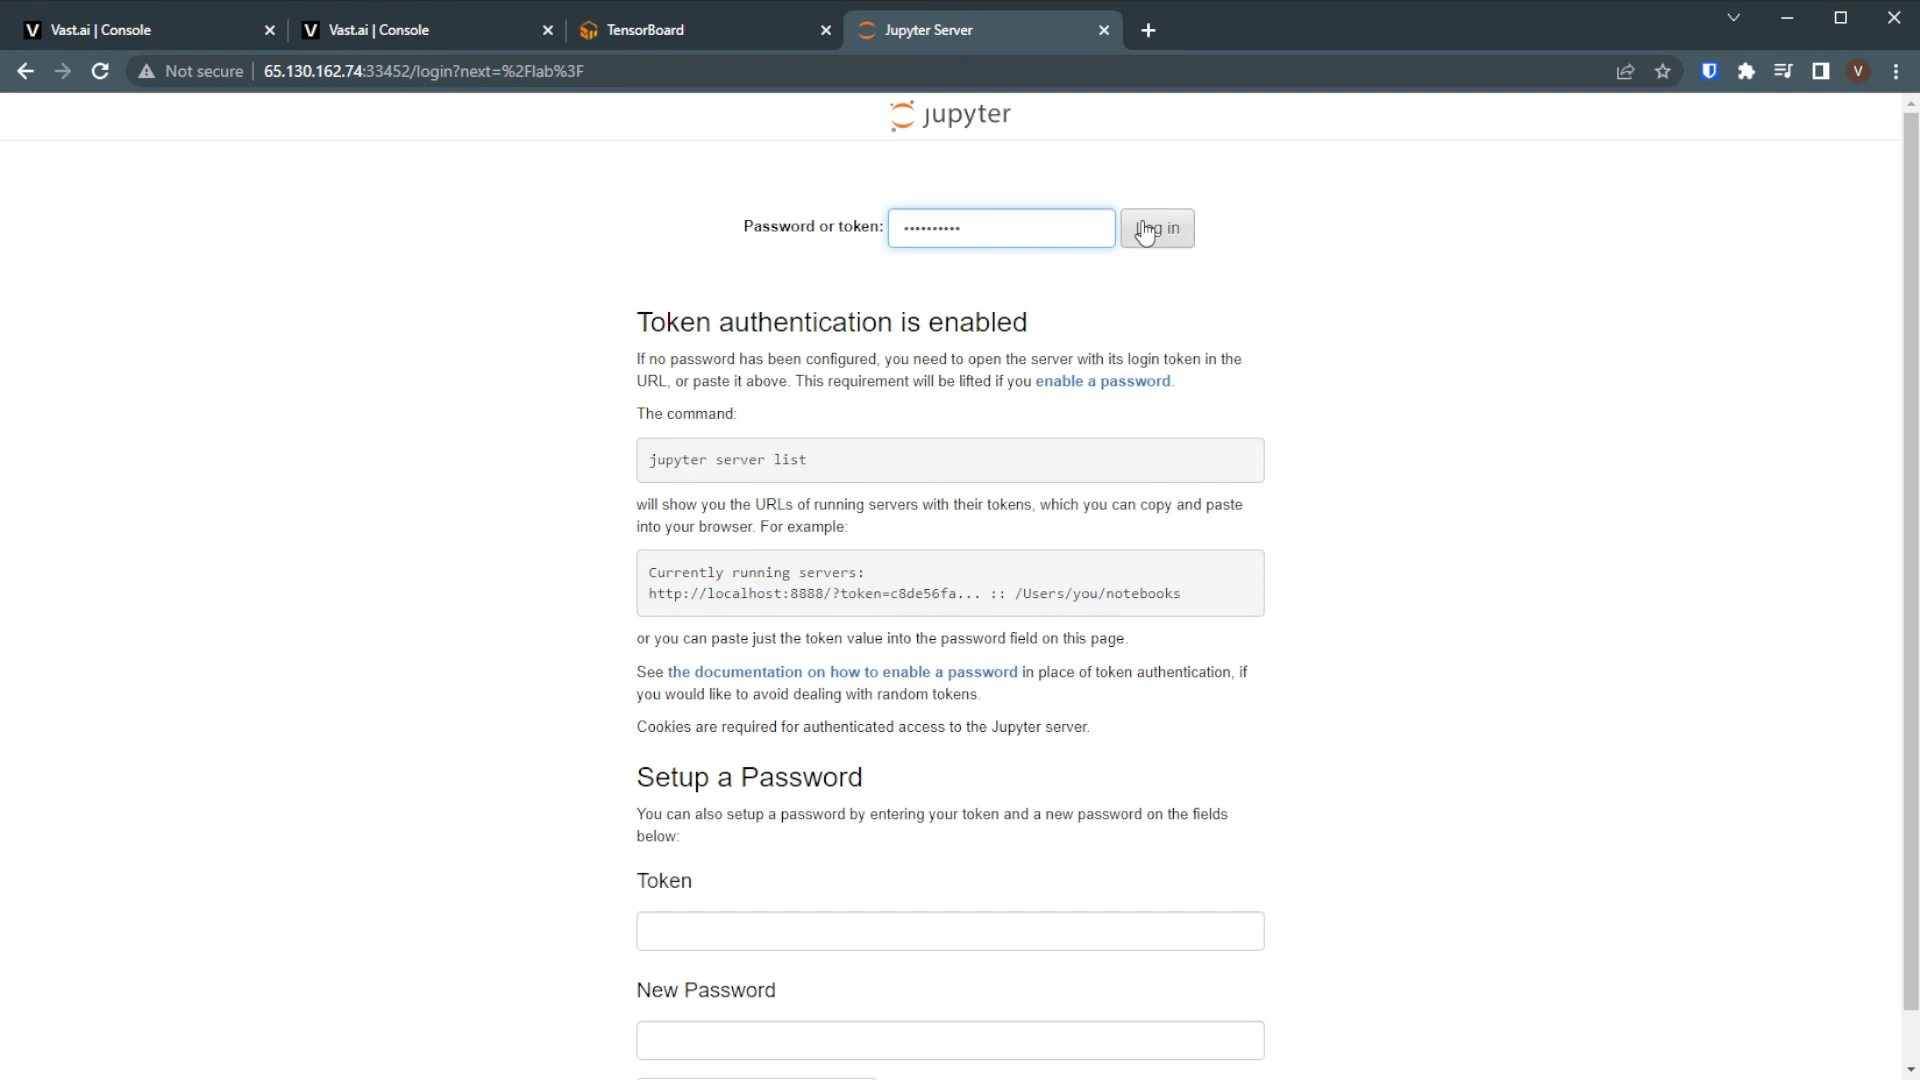 Vast.ai | Console
Vast.ai | Console
TensorBoard
Jupyter Server
Not secure
65.130.162.74:33452/login?next=%2Flab%3F
V
jupyter
Password or token:
••••••••••
Log in
Token authentication is enabled
If no password has been configured, you need to open the server with its login token in the
URL, or paste it above. This requirement will be lifted if you enable a password.
The command:
jupyter server list
will show you the URLs of running servers with their tokens, which you can copy and paste
into your browser. For example:
Currently running servers:
http://localhost:8888/?token=c8de56fa... :: /Users/you/notebooks
or you can paste just the token value into the password field on this page.
See the documentation on how to enable a password in place of token authentication, if
you would like to avoid dealing with random tokens.
Cookies are required for authenticated access to the Jupyter server.
Setup a Password
You can also setup a password by entering your token and a new password on the fields
below:
Token
New Password